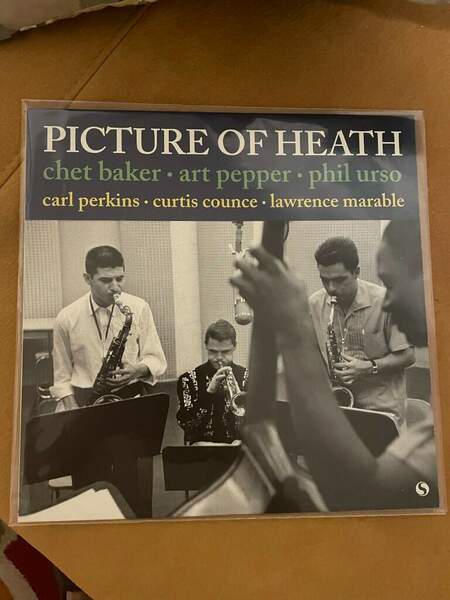 PICTURE OF HEATH
chet baker · art pepper · phil urso
carl perkins · curtis counce · lawrence marable